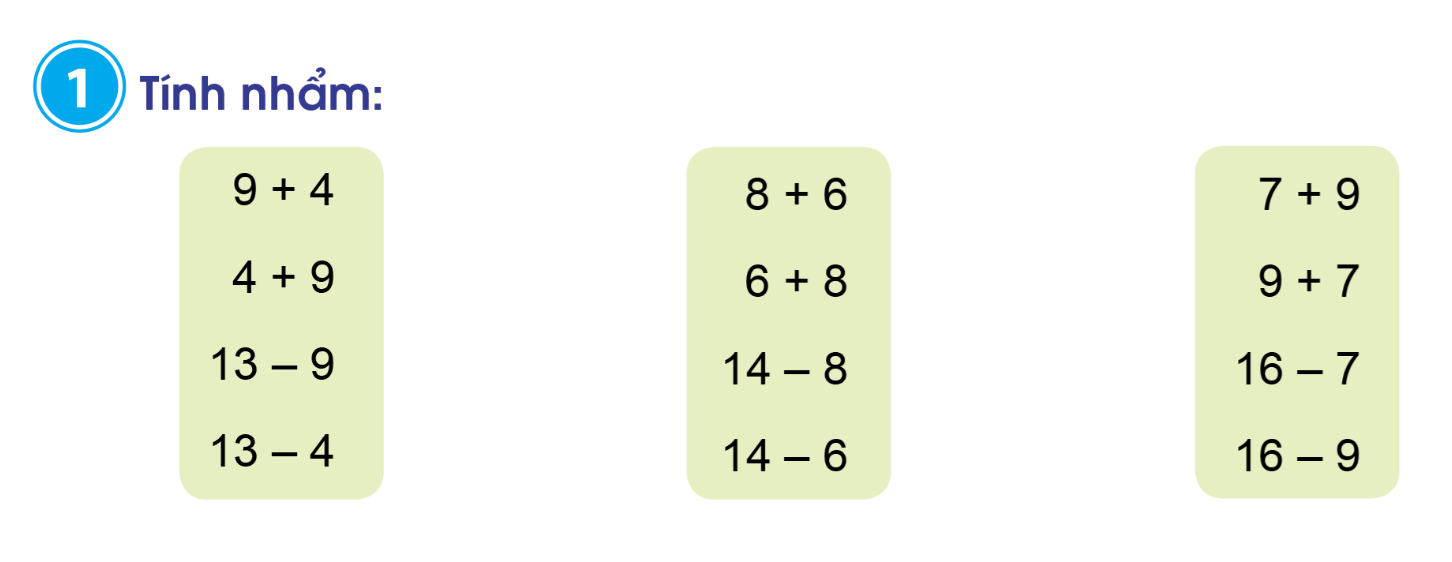 1 Tính nhẩm:
9 + 4
4 + 9
13 – 9
13 – 4
8 + 6
6 + 8
14 – 8
14 – 6
7 + 9
9 + 7
16 – 7
16 – 9